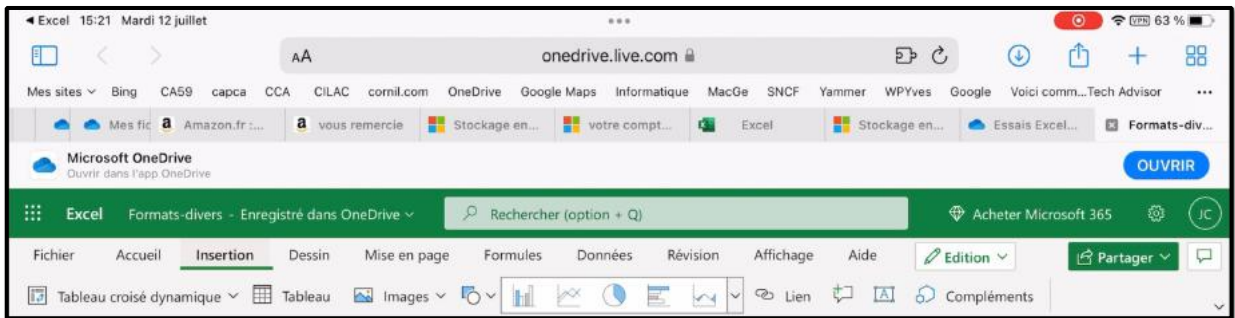 ◀ Excel 15:21 Mardi 12 juillet VPN 63 %
AA onedrive.live.com
Mes sites Bing CA59 capca CCA CILAC cornil.com OneDrive Google Maps Informatique MacGe SNCF Yammer WPYves Google Voici comm...Tech Advisor ...
Mes fic Amazon.fr :... vous remercie Stockage en... votre compt... Excel Stockage en... Essais Excel... Formats-div...
Microsoft OneDrive
Ouvrir dans l'app OneDrive
OUVRIR
Excel Formats-divers - Enregistré dans OneDrive Rechercher (option + Q) Acheter Microsoft 365 JC
Fichier Accueil Insertion Dessin Mise en page Formules Données Révision Affichage Aide Edition Partager
Tableau croisé dynamique Tableau Images Lien Compléments